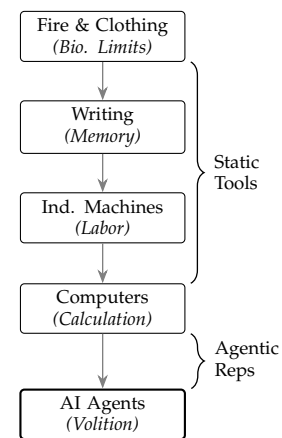 Fire & Clothing
(Bio. Limits)
Writing
(Memory)
Ind. Machines
(Labor)
Computers
(Calculation)
AI Agents
(Volition)
Static
Tools
Agentic
Reps